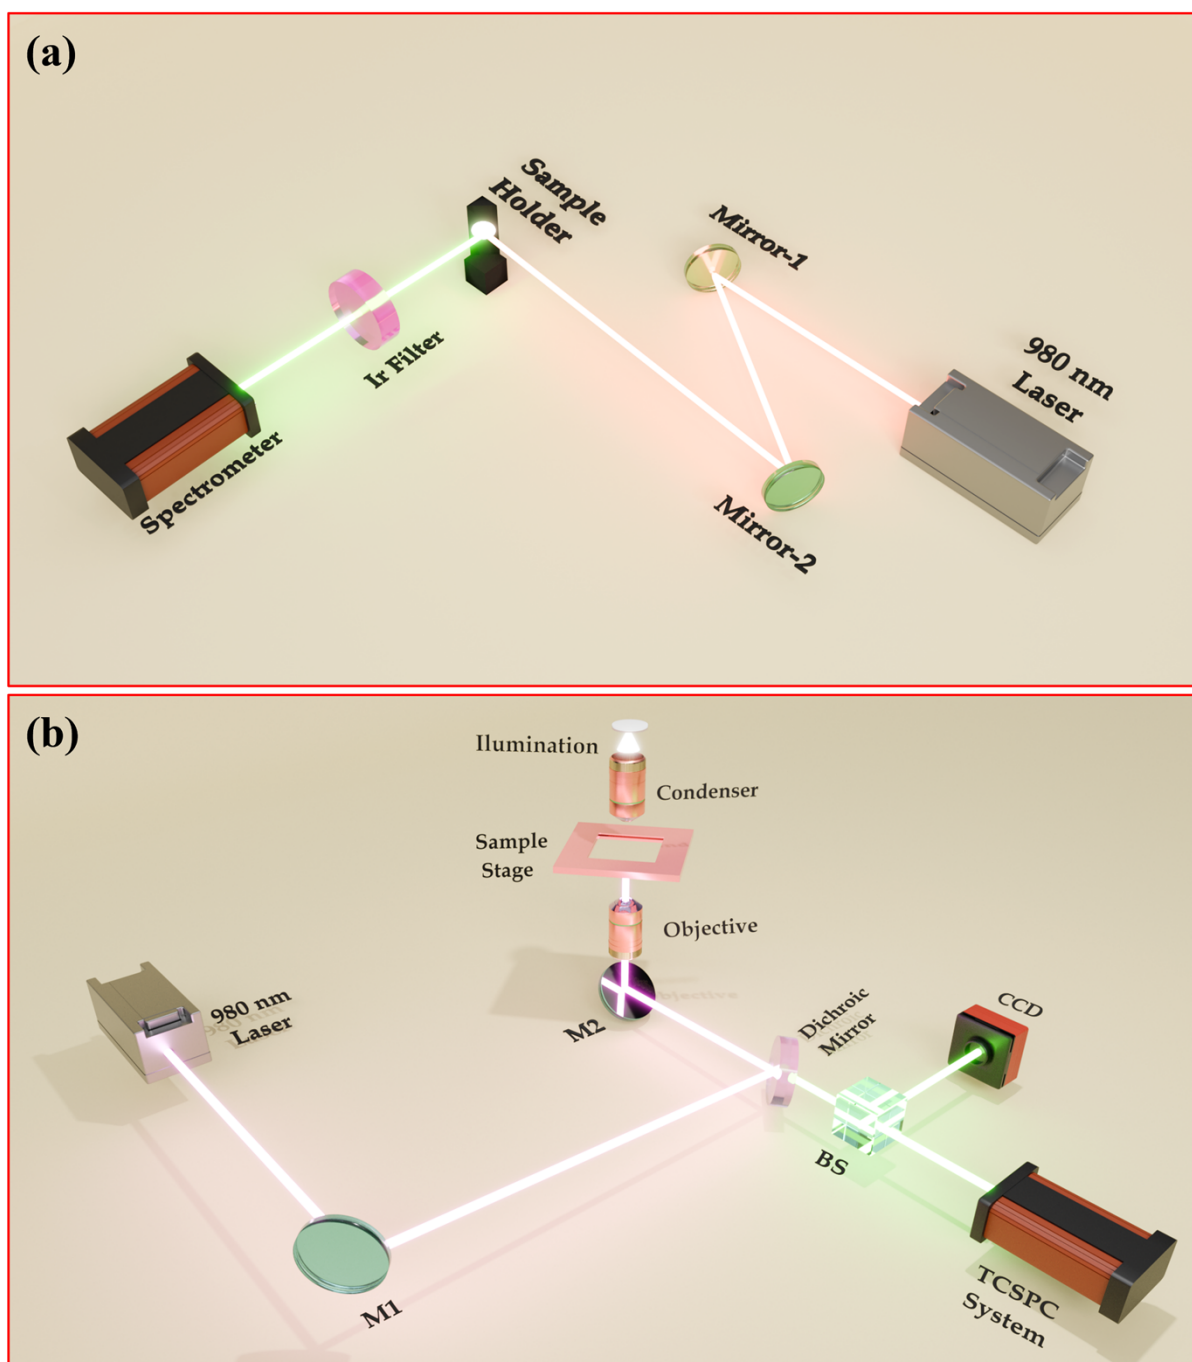 (a)
Sample
Holder
Mirror-1
980 nm
Laser
Ir Filter
Spectrometer
Mirror-2
(b)
Ilumination
Condenser
Sample
Stage
Objective
980 nm
Laser
M2
Dichroic
Mirror
CCD
BS
M1
TCSPC
System